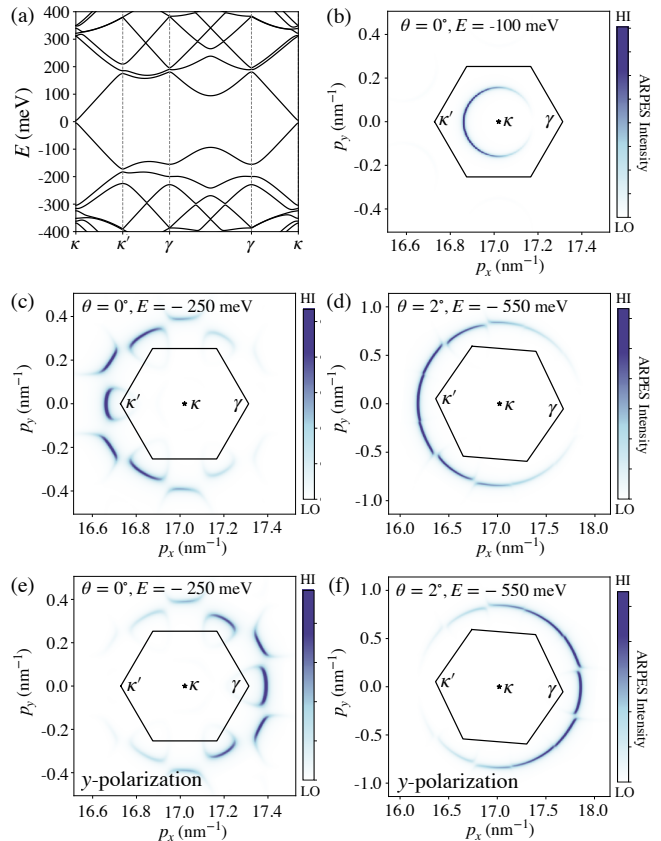 (a)
400
300
200
100
0
-100
-200
-300
-400
E (meV)
κ κ′ γ γ κ
(b)
θ = 0°, E = -100 meV
0.4
0.2
0.0
-0.2
-0.4
p_y (nm⁻¹)
κ′ κ γ
16.6 16.8 17.0 17.2 17.4
p_x (nm⁻¹)
HI
LO
ARPES Intensity
(c)
θ = 0°, E = − 250 meV
0.4
0.2
0.0
-0.2
-0.4
p_y (nm⁻¹)
κ′ κ γ
16.6 16.8 17.0 17.2 17.4
p_x (nm⁻¹)
HI
LO
(d)
θ = 2°, E = − 550 meV
1.0
0.5
0.0
-0.5
-1.0
κ′ κ γ
16.0 16.5 17.0 17.5 18.0
p_x (nm⁻¹)
HI
LO
ARPES Intensity
(e)
θ = 0°, E = − 250 meV
0.4
0.2
0.0
-0.2
-0.4
p_y (nm⁻¹)
κ′ κ γ
y-polarization
16.6 16.8 17.0 17.2 17.4
p_x (nm⁻¹)
HI
LO
(f)
θ = 2°, E = − 550 meV
1.0
0.5
0.0
-0.5
-1.0
κ′ κ γ
y-polarization
16.0 16.5 17.0 17.5 18.0
p_x (nm⁻¹)
HI
LO
ARPES Intensity